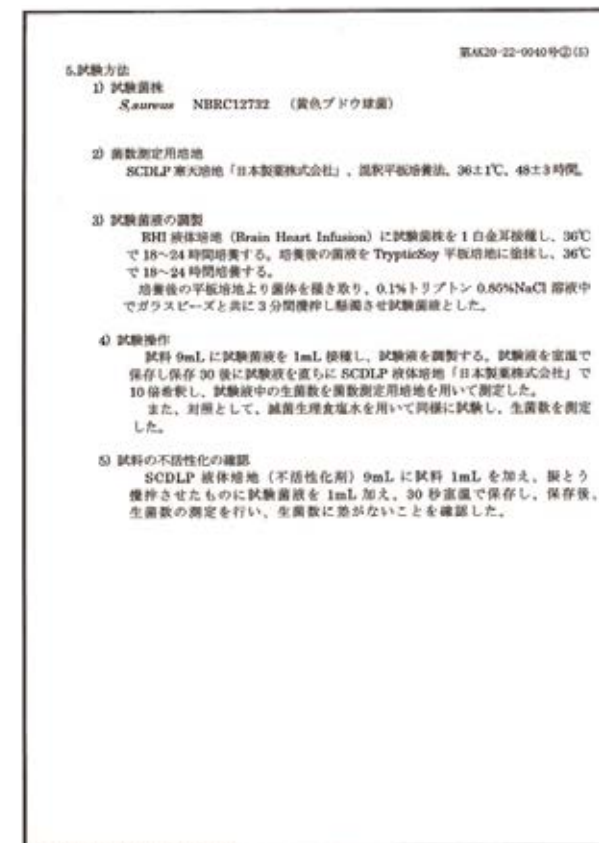 第AK20-22-0040号②(5)
5.試験方法
1) 試験菌株
S,aureus NBRC12732 （黄色ブドウ球菌）
2) 菌数測定用培地
SCDLP 寒天培地「日本製薬株式会社」、混釈平板培養法、36±1℃、48±3 時間。
3) 試験菌液の調製
BHI 液体培地（Brain Heart Infusion）に試験菌株を 1 白金耳接種し、36℃
で 18～24 時間培養する。培養後の菌液を TrypticSoy 平板培地に塗抹し、36℃
で 18～24 時間培養する。
培養後の平板培地より菌体を掻き取り、0.1%トリプトン 0.85%NaCl 溶液中
でガラスビーズと共に 3 分間攪拌し懸濁させ試験菌液とした。
4) 試験操作
試料 9mL に試験菌液を 1mL 接種し、試験液を調製する。試験液を室温で
保存し保存 30 後に試験液を直ちに SCDLP 液体培地「日本製薬株式会社」で
10 倍希釈し、試験液中の生菌数を菌数測定用培地を用いて測定した。
また、対照として、滅菌生理食塩水を用いて同様に試験し、生菌数を測定
した。
5) 試料の不活性化の確認
SCDLP 液体培地（不活性化剤）9mL に試料 1mL を加え、振とう
攪拌させたものに試験菌液を 1mL 加え、30 秒室温で保存し、保存後、
生菌数の測定を行い、生菌数に差がないことを確認した。